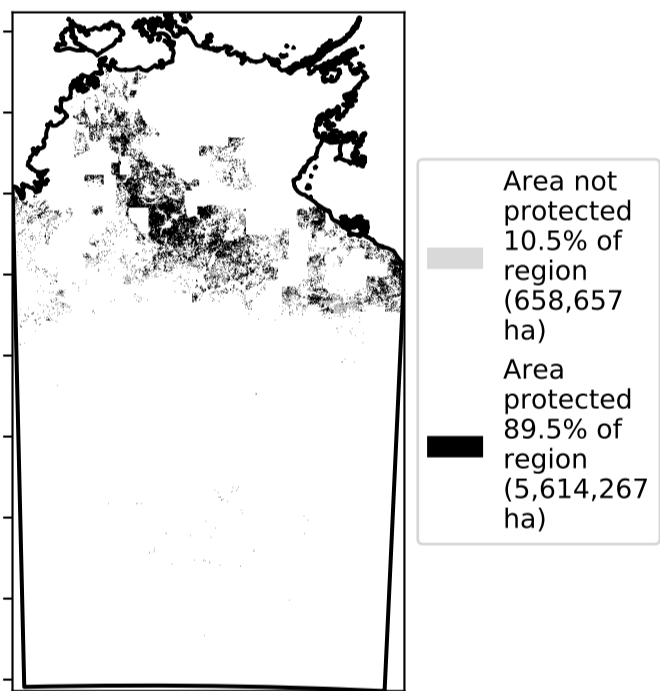 Area not
protected
10.5% of
region
(658,657
ha)
Area
protected
89.5% of
region
(5,614,267
ha)